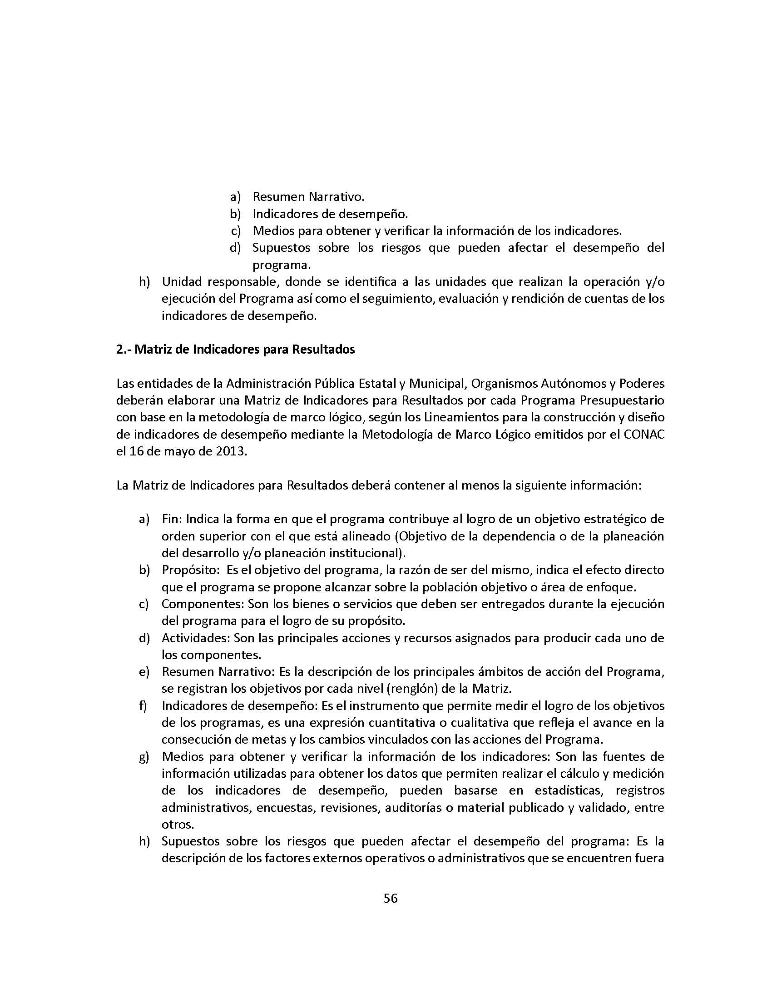 a) Resumen Narrativo.
b) Indicadores de desempeño.
c) Medios para obtener y verificar la información de los indicadores.
d) Supuestos sobre los riesgos que pueden afectar el desempeño del
programa.
h) Unidad responsable, donde se identifica a las unidades que realizan la operación y/o
ejecución del Programa así como el seguimiento, evaluación y rendición de cuentas de los
indicadores de desempeño.
2.- Matriz de Indicadores para Resultados
Las entidades de la Administración Pública Estatal y Municipal, Organismos Autónomos y Poderes
deberán elaborar una Matriz de Indicadores para Resultados por cada Programa Presupuestario
con base en la metodología de marco lógico, según los Lineamientos para la construcción y diseño
de indicadores de desempeño mediante la Metodología de Marco Lógico emitidos por el CONAC
el 16 de mayo de 2013.
La Matriz de Indicadores para Resultados deberá contener al menos la siguiente información:
a) Fin: Indica la forma en que el programa contribuye al logro de un objetivo estratégico de
orden superior con el que está alineado (Objetivo de la dependencia o de la planeación
del desarrollo y/o planeación institucional).
b) Propósito: Es el objetivo del programa, la razón de ser del mismo, indica el efecto directo
que el programa se propone alcanzar sobre la población objetivo o área de enfoque.
c) Componentes: Son los bienes o servicios que deben ser entregados durante la ejecución
del programa para el logro de su propósito.
d) Actividades: Son las principales acciones y recursos asignados para producir cada uno de
los componentes.
e) Resumen Narrativo: Es la descripción de los principales ámbitos de acción del Programa,
se registran los objetivos por cada nivel (renglón) de la Matriz.
f) Indicadores de desempeño: Es el instrumento que permite medir el logro de los objetivos
de los programas, es una expresión cuantitativa o cualitativa que refleja el avance en la
consecución de metas y los cambios vinculados con las acciones del Programa.
g) Medios para obtener y verificar la información de los indicadores: Son las fuentes de
información utilizadas para obtener los datos que permiten realizar el cálculo y medición
de los indicadores de desempeño, pueden basarse en estadísticas, registros
administrativos, encuestas, revisiones, auditorías o material publicado y validado, entre
otros.
h) Supuestos sobre los riesgos que pueden afectar el desempeño del programa: Es la
descripción de los factores externos operativos o administrativos que se encuentren fuera
56